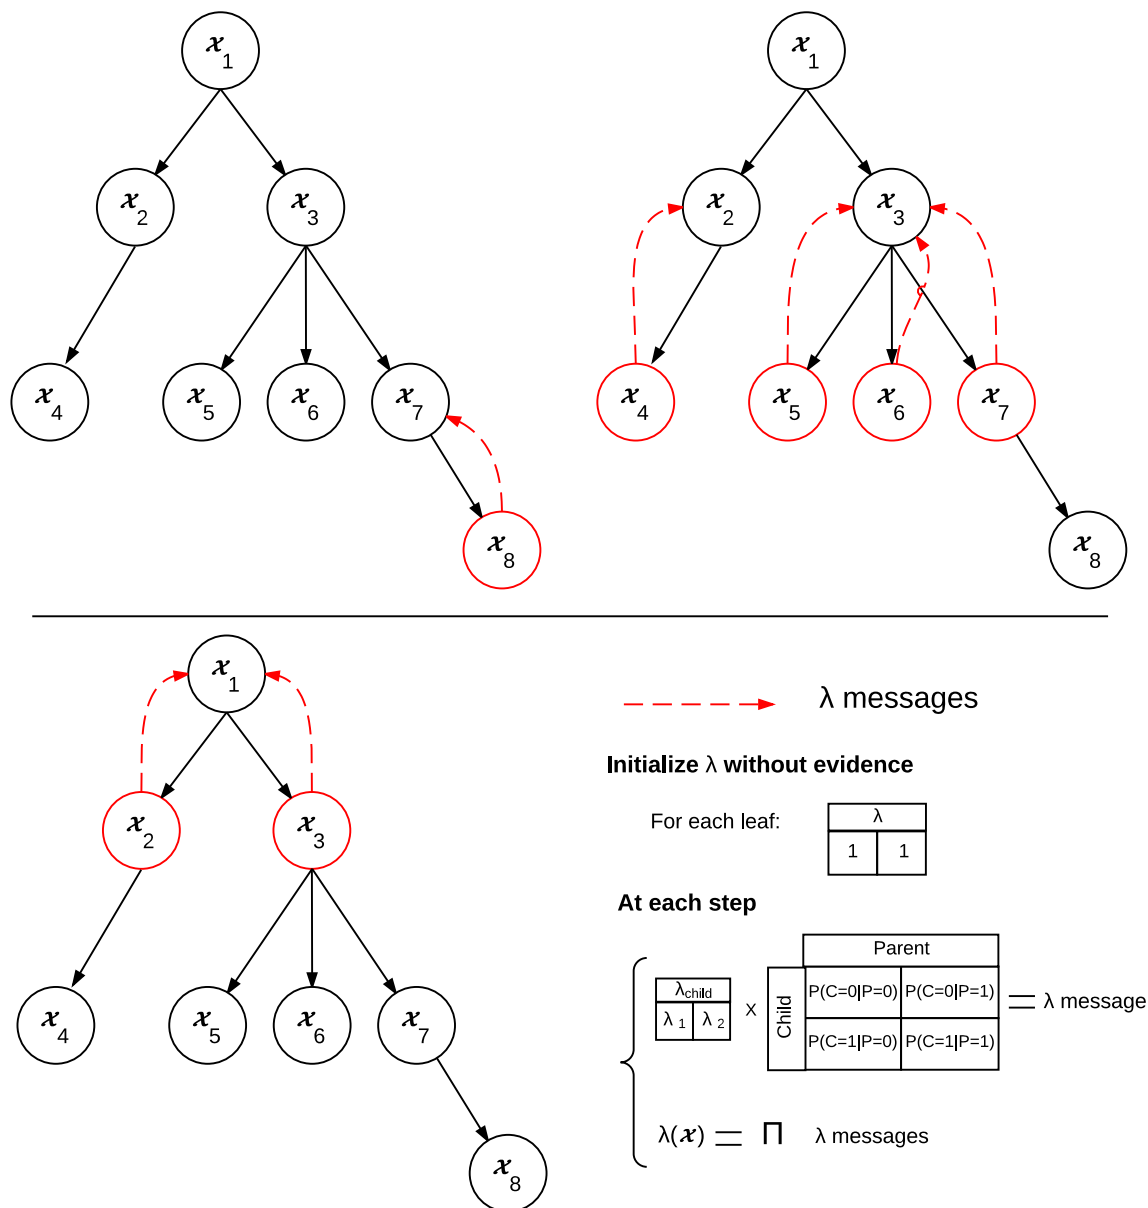 x1
x1
x2
x3
x2
x3
x4
x5
x6
x7
x4
x5
x6
x7
x8
x8
x1
λ messages
Initialize λ without evidence
For each leaf:
λ
1 1
x2
x3
At each step
Parent
λchild
λ 1 λ 2
x
Child
P(C=0|P=0) P(C=0|P=1)
P(C=1|P=0) P(C=1|P=1)
= λ message
x4
x5
x6
x7
λ(x) = Π λ messages
x8